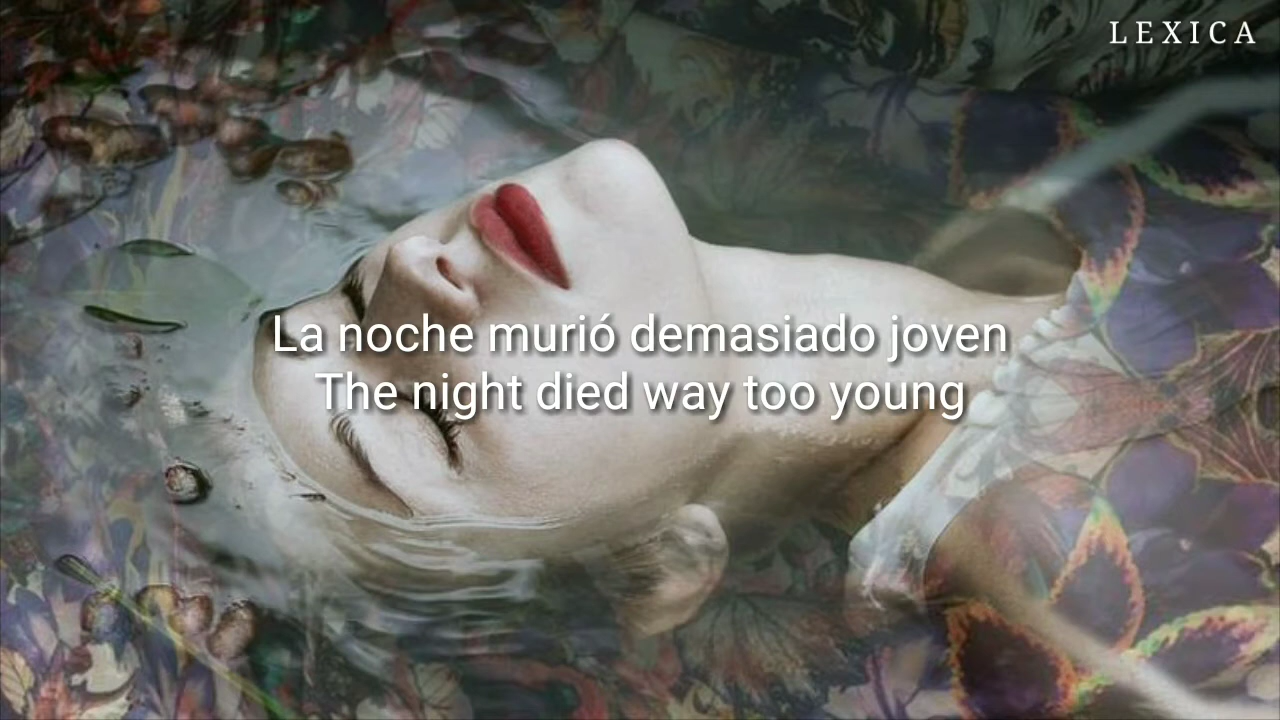 LEXICA
La noche murió demasiado joven
The night died way too young